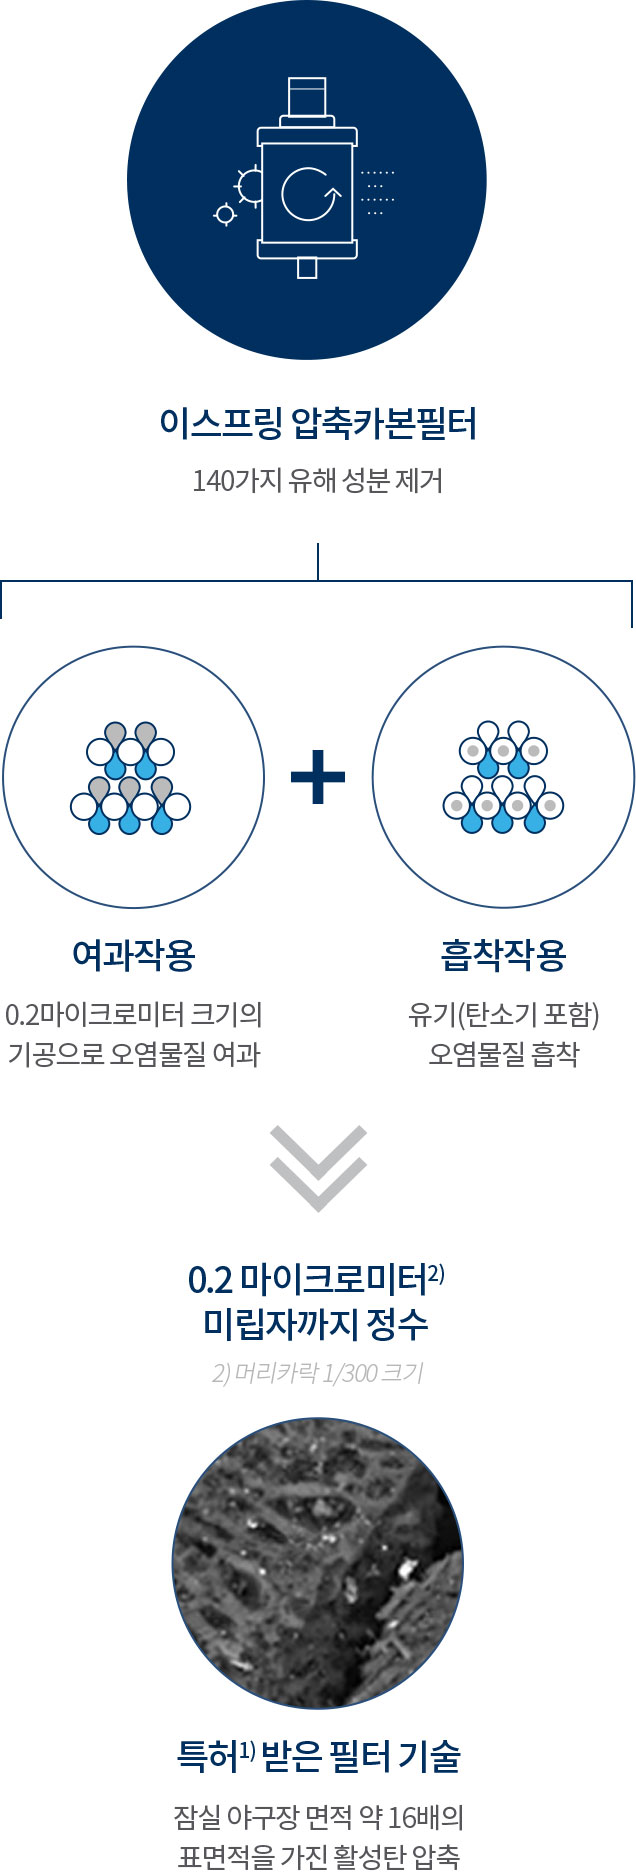 이스프링 압축카본필터
140가지 유해 성분 제거
여과작용
0.2마이크로미터 크기의
기공으로 오염물질 여과
흡착작용
유기(탄소기 포함)
오염물질 흡착
0.2 마이크로미터2)
미립자까지 정수
2) 머리카락 1/300 크기
특허1) 받은 필터 기술
잠실 야구장 면적 약 16배의
표면적을 가진 활성탄 압축